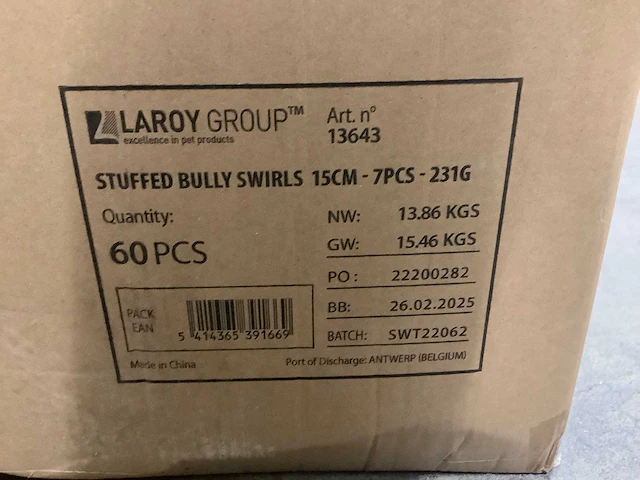 LAROY GROUP™
excellence in pet products
Art. n°
13643
STUFFED BULLY SWIRLS 15CM - 7PCS - 231G
Quantity:
60 PCS
NW: 13.86 KGS
GW: 15.46 KGS
PO : 22200282
BB: 26.02.2025
BATCH: SWT22062
PACK
EAN
5 414365 391669
Made in China
Port of Discharge: ANTWERP (BELGIUM)